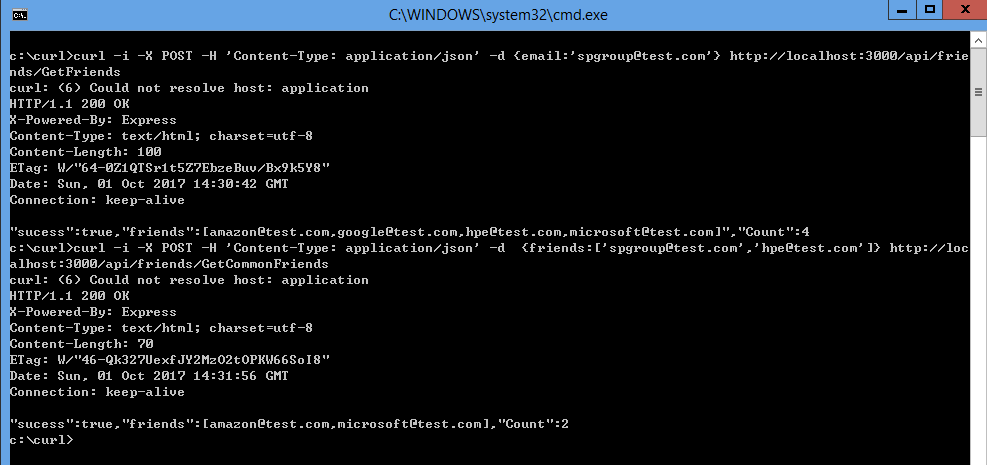 C:\WINDOWS\system32\cmd.exe
c:\curl>curl -i -X POST -H 'Content-Type: application/json' -d {email:'spgroup@test.com'} http://localhost:3000/api/frie
nds/GetFriends
curl: (6) Could not resolve host: application
HTTP/1.1 200 OK
X-Powered-By: Express
Content-Type: text/html; charset=utf-8
Content-Length: 100
ETag: W/"64-0Z1QTSr1t5Z7EbzeBuv/Bx9k5Y8"
Date: Sun, 01 Oct 2017 14:30:42 GMT
Connection: keep-alive
"sucess":true,"friends":[amazon@test.com,google@test.com,hpe@test.com,microsoft@test.com]","Count":4
c:\curl>curl -i -X POST -H 'Content-Type: application/json' -d  {friends:['spgroup@test.com','hpe@test.com']} http://loc
alhost:3000/api/friends/GetCommonFriends
curl: (6) Could not resolve host: application
HTTP/1.1 200 OK
X-Powered-By: Express
Content-Type: text/html; charset=utf-8
Content-Length: 70
ETag: W/"46-Qk327UexfJY2MzO2tOPKW66SoI8"
Date: Sun, 01 Oct 2017 14:31:56 GMT
Connection: keep-alive
"sucess":true,"friends":[amazon@test.com,microsoft@test.com],"Count":2
c:\curl>